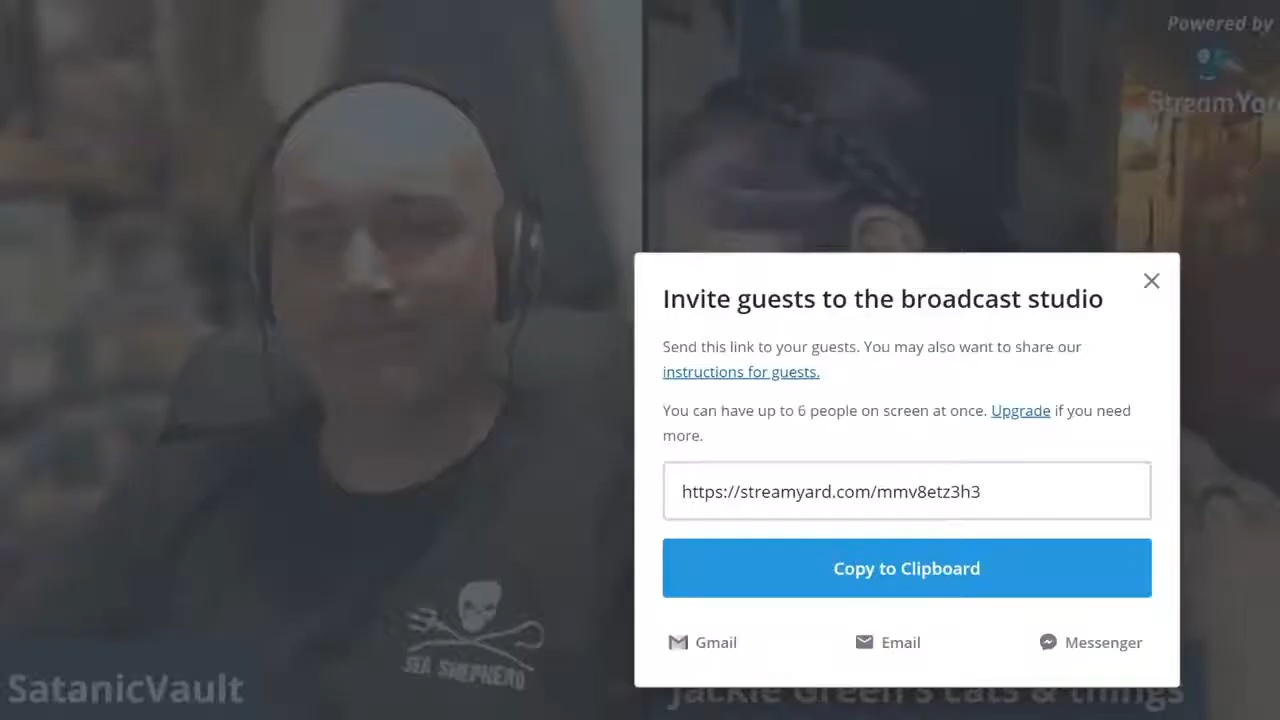 Powered by
StreamYar
Invite guests to the broadcast studio
Send this link to your guests. You may also want to share our
instructions for guests.
You can have up to 6 people on screen at once. Upgrade if you need
more.
https://streamyard.com/mmv8etz3h3
Copy to Clipboard
Gmail
Email
Messenger
SEA SHEPHERD
SatanicVault
Jackie Green's cats & things